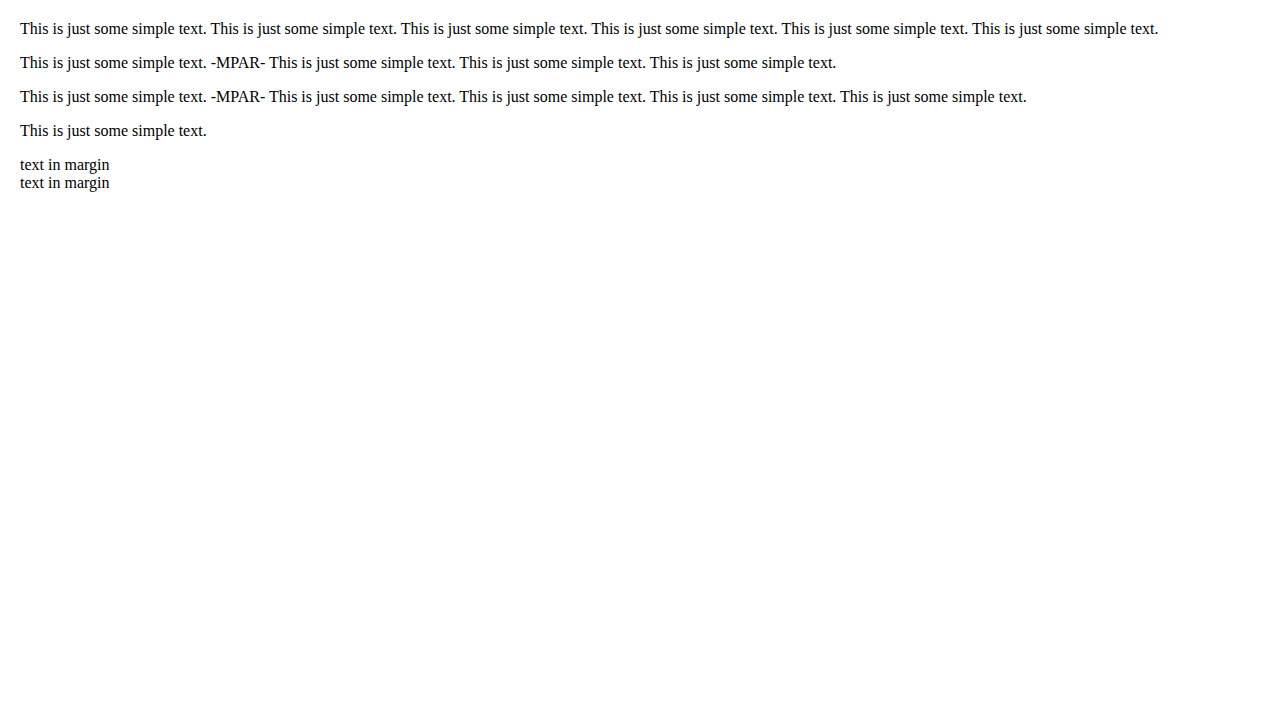 This is just some simple text. This is just some simple text. This is just some simple text. This is just some simple text. This is just some simple text. This is just some simple text.
This is just some simple text. -MPAR- This is just some simple text. This is just some simple text. This is just some simple text.
This is just some simple text. -MPAR- This is just some simple text. This is just some simple text. This is just some simple text. This is just some simple text.
This is just some simple text.
text in margin
text in margin